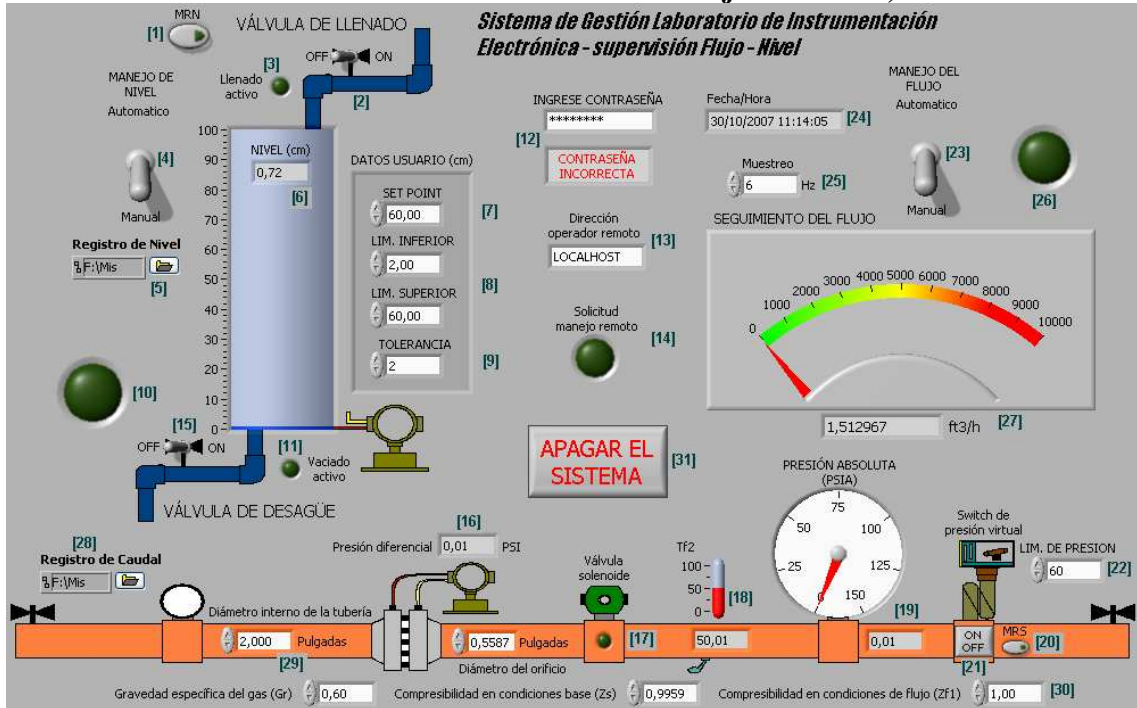 Sistema de Gestión Laboratorio de Instrumentación
Electrónica - supervisión Flujo - Nivel
MRN
[1]
VÁLVULA DE LLENADO
OFF
ON
[2]
[3]
Llenado
activo
MANEJO DE
NIVEL
Automatico
[4]
Manual
Registro de Nivel
F:\Mis
[5]
100
90
80
70
60
50
40
30
20
10
0
NIVEL (cm)
0,72
[6]
DATOS USUARIO (cm)
SET POINT
60,00
[7]
LIM. INFERIOR
2,00
[8]
LIM. SUPERIOR
60,00
TOLERANCIA
2
[9]
[10]
[15]
OFF
ON
[11]
Vaciado
activo
VÁLVULA DE DESAGÜE
INGRESE CONTRASEÑA
********
[12]
CONTRASEÑA
INCORRECTA
Dirección
operador remoto
[13]
LOCALHOST
Solicitud
manejo remoto
[14]
APAGAR EL
SISTEMA
[31]
Fecha/Hora
30/10/2007 11:14:05
[24]
Muestreo
6
Hz
[25]
MANEJO DEL
FLUJO
Automatico
[23]
Manual
[26]
SEGUIMIENTO DEL FLUJO
0
1000
2000
3000
4000
5000
6000
7000
8000
9000
10000
1,512967
ft3/h
[27]
PRESIÓN ABSOLUTA
(PSIA)
0
25
50
75
100
125
150
Switch de
presión virtual
LIM. DE PRESION
60
[22]
[28]
Registro de Caudal
F:\Mis
[16]
Presión diferencial
0,01
PSI
Válvula
solenoide
[17]
Tf2
100
50
0
[18]
50,01
[19]
0,01
ON
OFF
[21]
MRS
[20]
Diámetro interno de la tubería
2,000
Pulgadas
[29]
0,5587
Pulgadas
Diámetro del orificio
Gravedad específica del gas (Gr)
0,60
Compresibilidad en condiciones base (Zs)
0,9959
Compresibilidad en condiciones de flujo (Zf1)
1,00
[30]